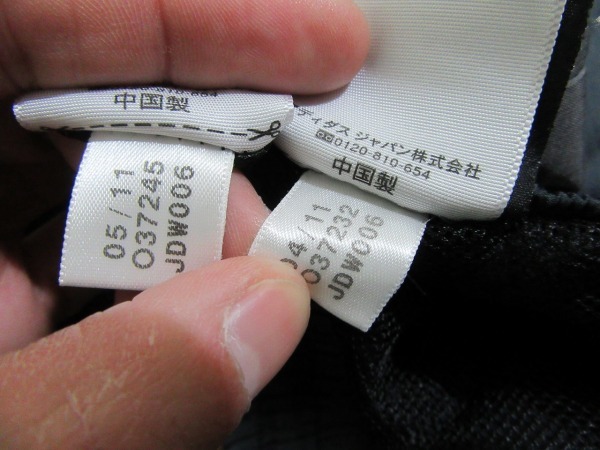 中国製
05/11
O37245
JDW006
ディダス ジャパン株式会社
0120-810-654
中国製
04/11
O37232
JDW006